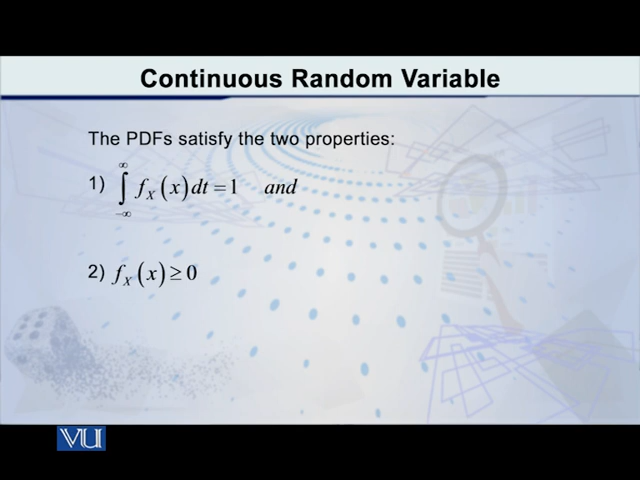 Continuous Random Variable
The PDFs satisfy the two properties:
1) ∫_{-∞}^{∞} f_X (x) dt = 1 and
2) f_X (x) ≥ 0
VU